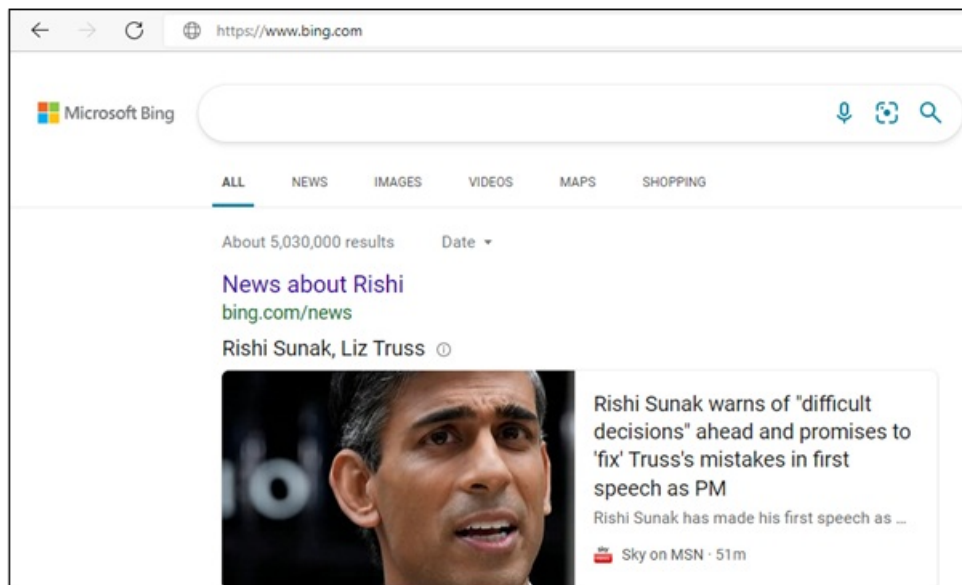 https://www.bing.com
Microsoft Bing
ALL NEWS IMAGES VIDEOS MAPS SHOPPING
About 5,030,000 results Date
News about Rishi
bing.com/news
Rishi Sunak, Liz Truss
Rishi Sunak warns of "difficult
decisions" ahead and promises to
'fix' Truss's mistakes in first
speech as PM
Rishi Sunak has made his first speech as ...
Sky on MSN · 51m